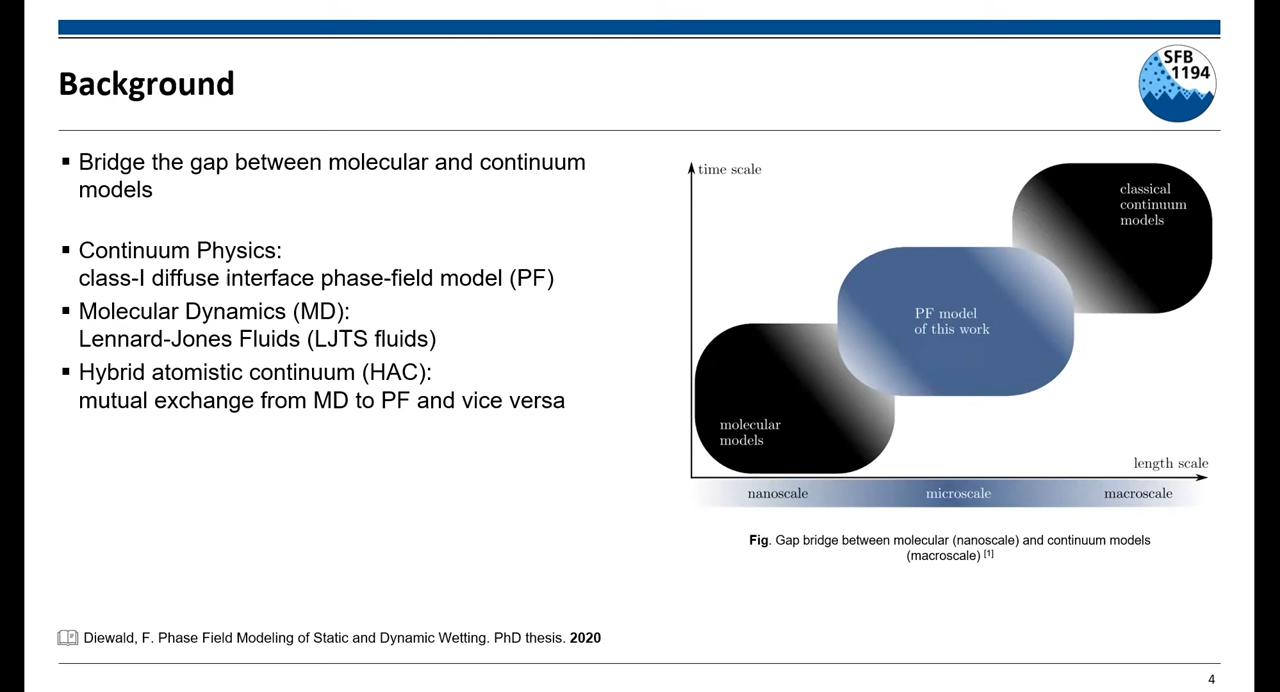 SFB
1194
Background
▪ Bridge the gap between molecular and continuum
models
▪ Continuum Physics:
class-I diffuse interface phase-field model (PF)
▪ Molecular Dynamics (MD):
Lennard-Jones Fluids (LJTS fluids)
▪ Hybrid atomistic continuum (HAC):
mutual exchange from MD to PF and vice versa
time scale
classical
continuum
models
PF model
of this work
molecular
models
length scale
nanoscale
microscale
macroscale
Fig. Gap bridge between molecular (nanoscale) and continuum models
(macroscale) [1]
Diewald, F. Phase Field Modeling of Static and Dynamic Wetting. PhD thesis. 2020
4